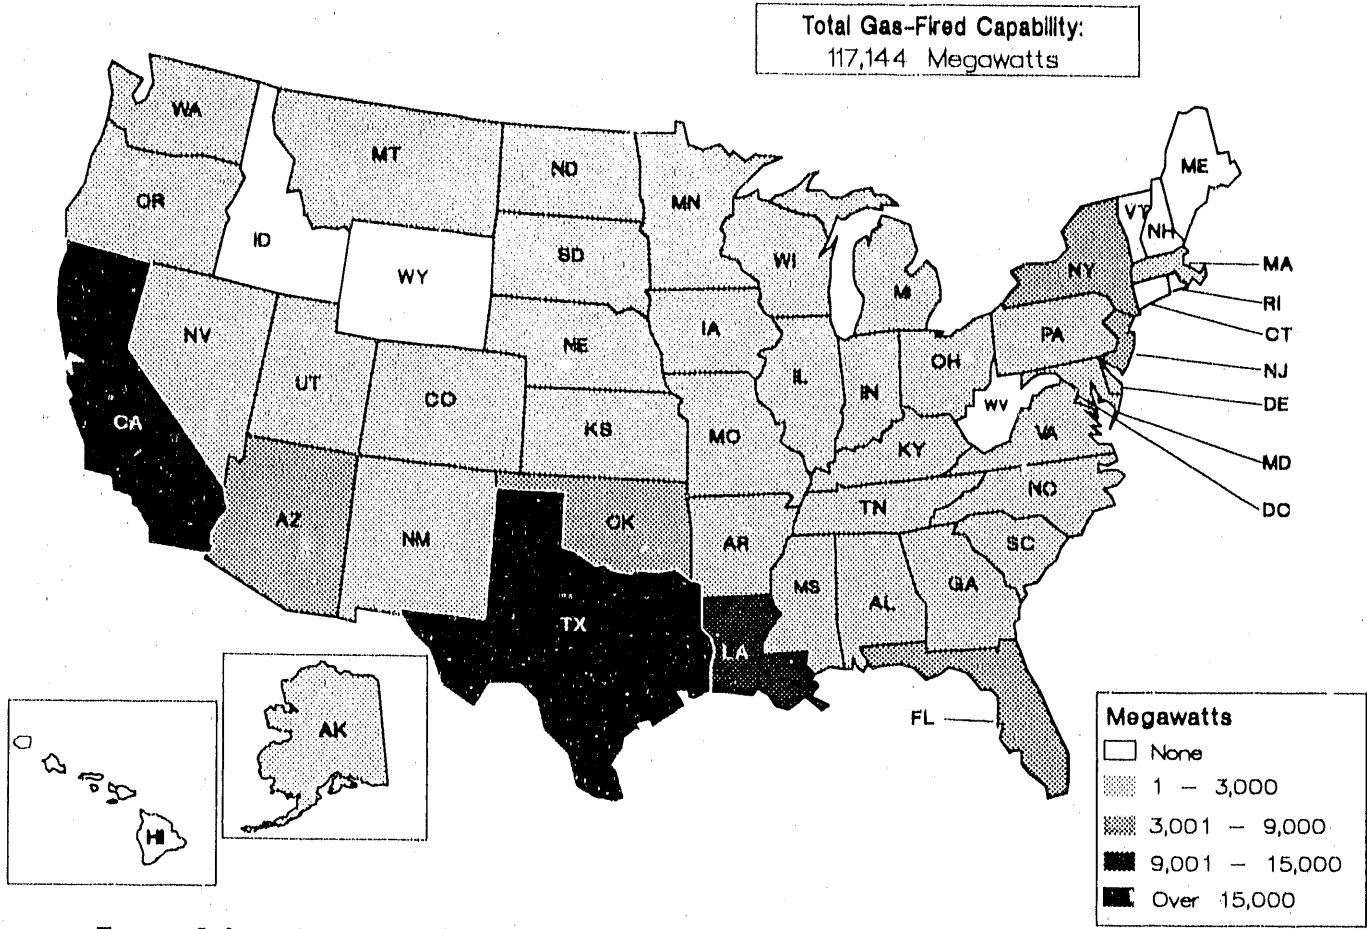 Total Gas-Fired Capability:
117,144 Megawatts
WA
MT
ND
MN
OR
ID
WY
SD
WI
MI
NY
VT
NH
ME
MA
RI
CT
NJ
DE
MD
DC
NV
UT
CO
NE
IA
IL
IN
OH
PA
WV
VA
KY
CA
KS
MO
AZ
NM
OK
AR
TN
NC
SC
MS
AL
GA
TX
LA
FL
AK
HI
Megawatts
None
1 - 3,000
3,001 - 9,000
9,001 - 15,000
Over 15,000